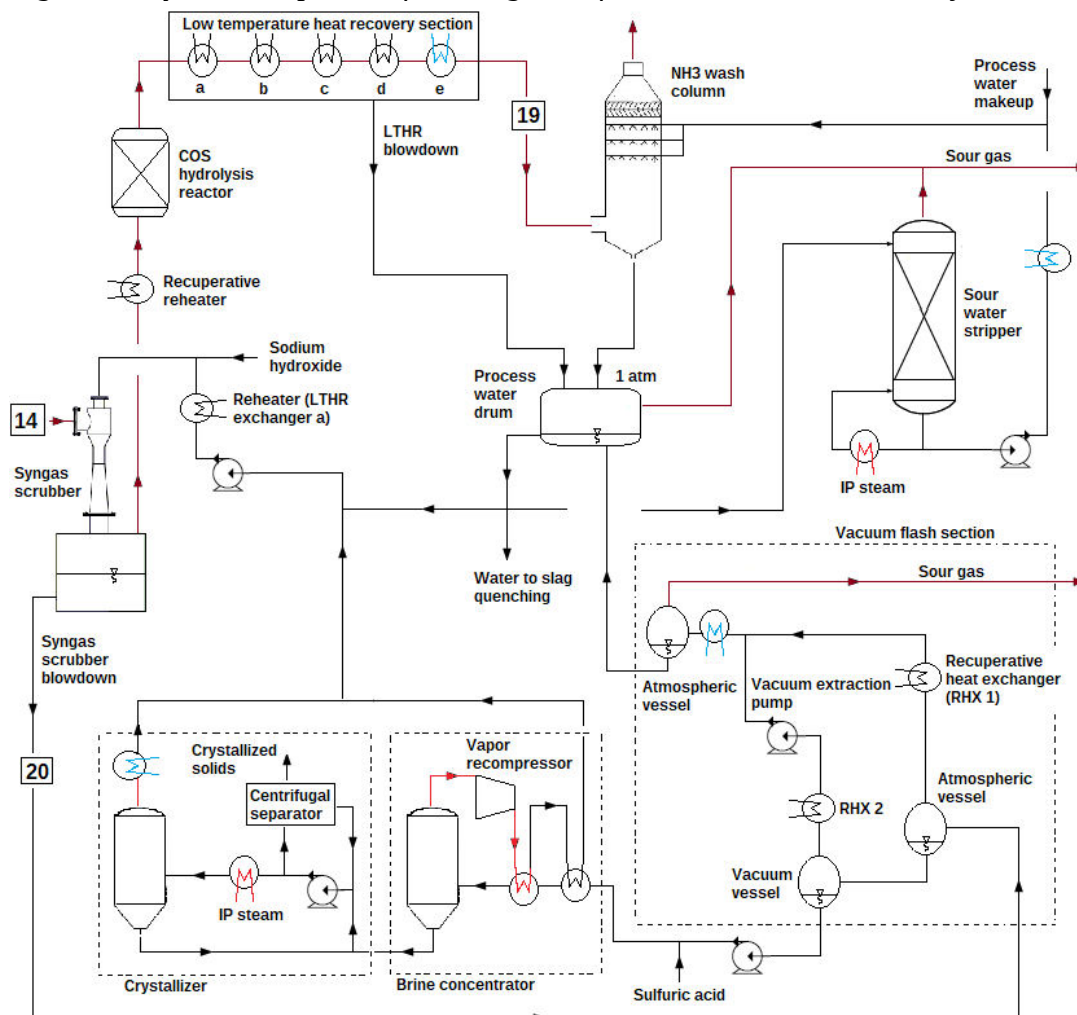 Low temperature heat recovery section
a b c d e
NH3 wash
column
Process
water
makeup
19
LTHR
blowdown
COS
hydrolysis
reactor
Sour gas
Recuperative
reheater
Sour
water
stripper
Sodium
hydroxide
Process
water
drum
1 atm
Reheater (LTHR
exchanger a)
14
Syngas
scrubber
IP steam
Vacuum flash section
Water to slag
quenching
Sour gas
Syngas
scrubber
blowdown
Atmospheric
vessel
Vacuum extraction
pump
Recuperative
heat exchanger
(RHX 1)
20
Crystallized
solids
Vapor
recompressor
Centrifugal
separator
Atmospheric
vessel
RHX 2
Vacuum
vessel
IP steam
Crystallizer
Brine concentrator
Sulfuric acid